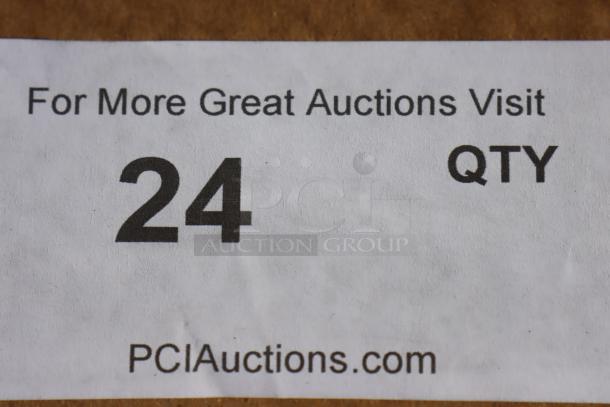 For More Great Auctions Visit
24 QTY
PCI
AUCTION GROUP
PCIAuctions.com